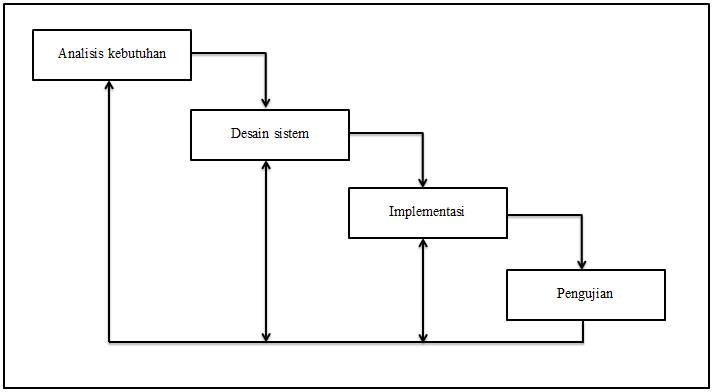 Analisis kebutuhan
Desain sistem
Implementasi
Pengujian